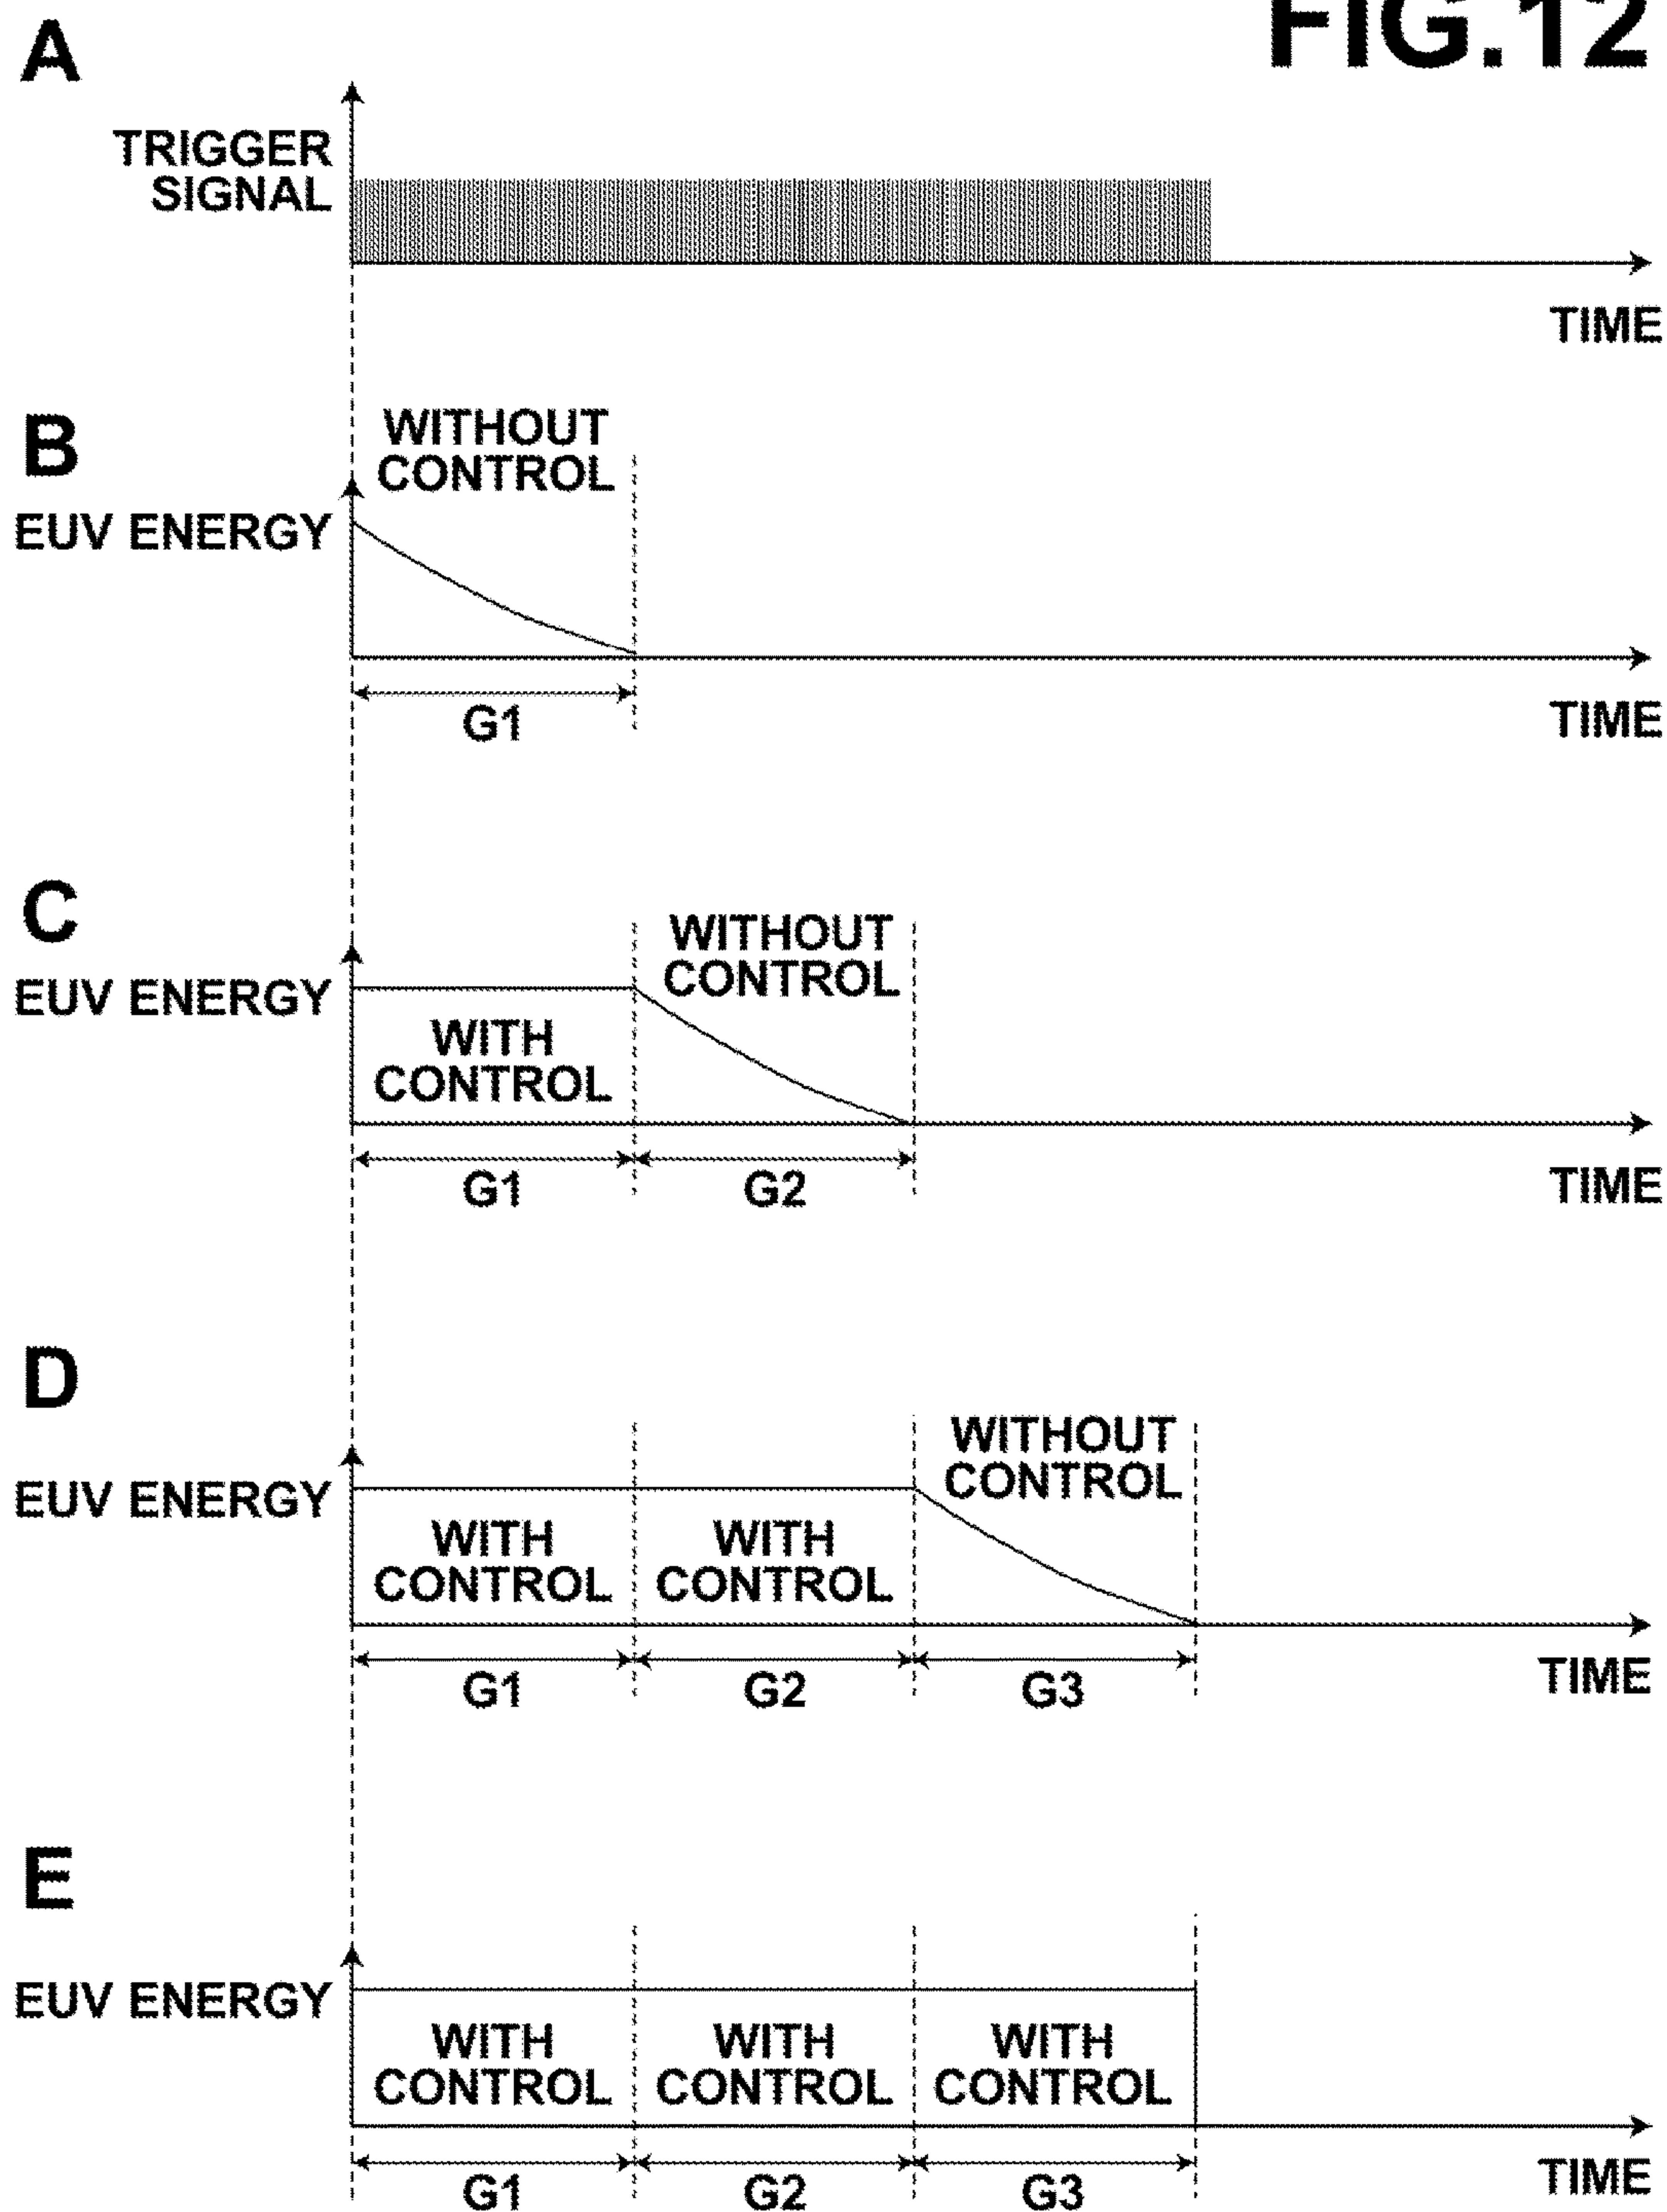 FIG.12
A
TRIGGER
SIGNAL
TIME
B
WITHOUT
CONTROL
EUV ENERGY
G1
TIME
C
WITHOUT
CONTROL
EUV ENERGY
WITH
CONTROL
G1 G2
TIME
D
WITHOUT
CONTROL
EUV ENERGY
WITH
CONTROL
WITH
CONTROL
G1 G2 G3
TIME
E
EUV ENERGY
WITH
CONTROL
WITH
CONTROL
WITH
CONTROL
G1 G2 G3
TIME